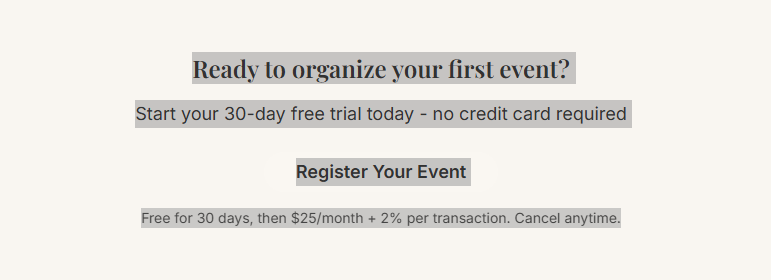 Ready to organize your first event?
Start your 30-day free trial today - no credit card required
Register Your Event
Free for 30 days, then $25/month + 2% per transaction. Cancel anytime.